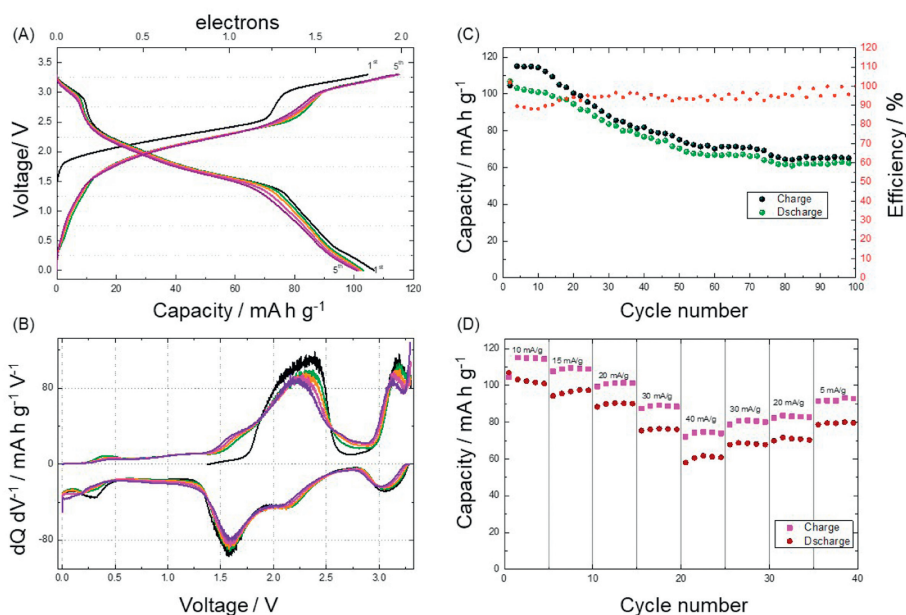 electrons
0.0 0.5 1.0 1.5 2.0
(A)
1st 5th
3.5
3.0
2.5
2.0
1.5
1.0
0.5
0.0
Voltage/ V
5th 1st
0 20 40 60 80 100 120
Capacity / mA h g-1
(B)
80
0
-80
dQ dV-1 / mA h g-1 V-1
0.0 0.5 1.0 1.5 2.0 2.5 3.0
Voltage / V
(C)
120
100
80
60
40
20
0
Capacity / mA h g-1
120
110
100
90
80
70
60
50
40
30
20
10
0
Efficiency / %
Charge
Dscharge
0 10 20 30 40 50 60 70 80 90 100
Cycle number
(D)
120
100
80
60
40
20
0
Capacity / mA h g-1
10 mA/g
15 mA/g
20 mA/g
30 mA/g
40 mA/g
30 mA/g
20 mA/g
5 mA/g
Charge
Dscharge
0 10 20 30 40
Cycle number